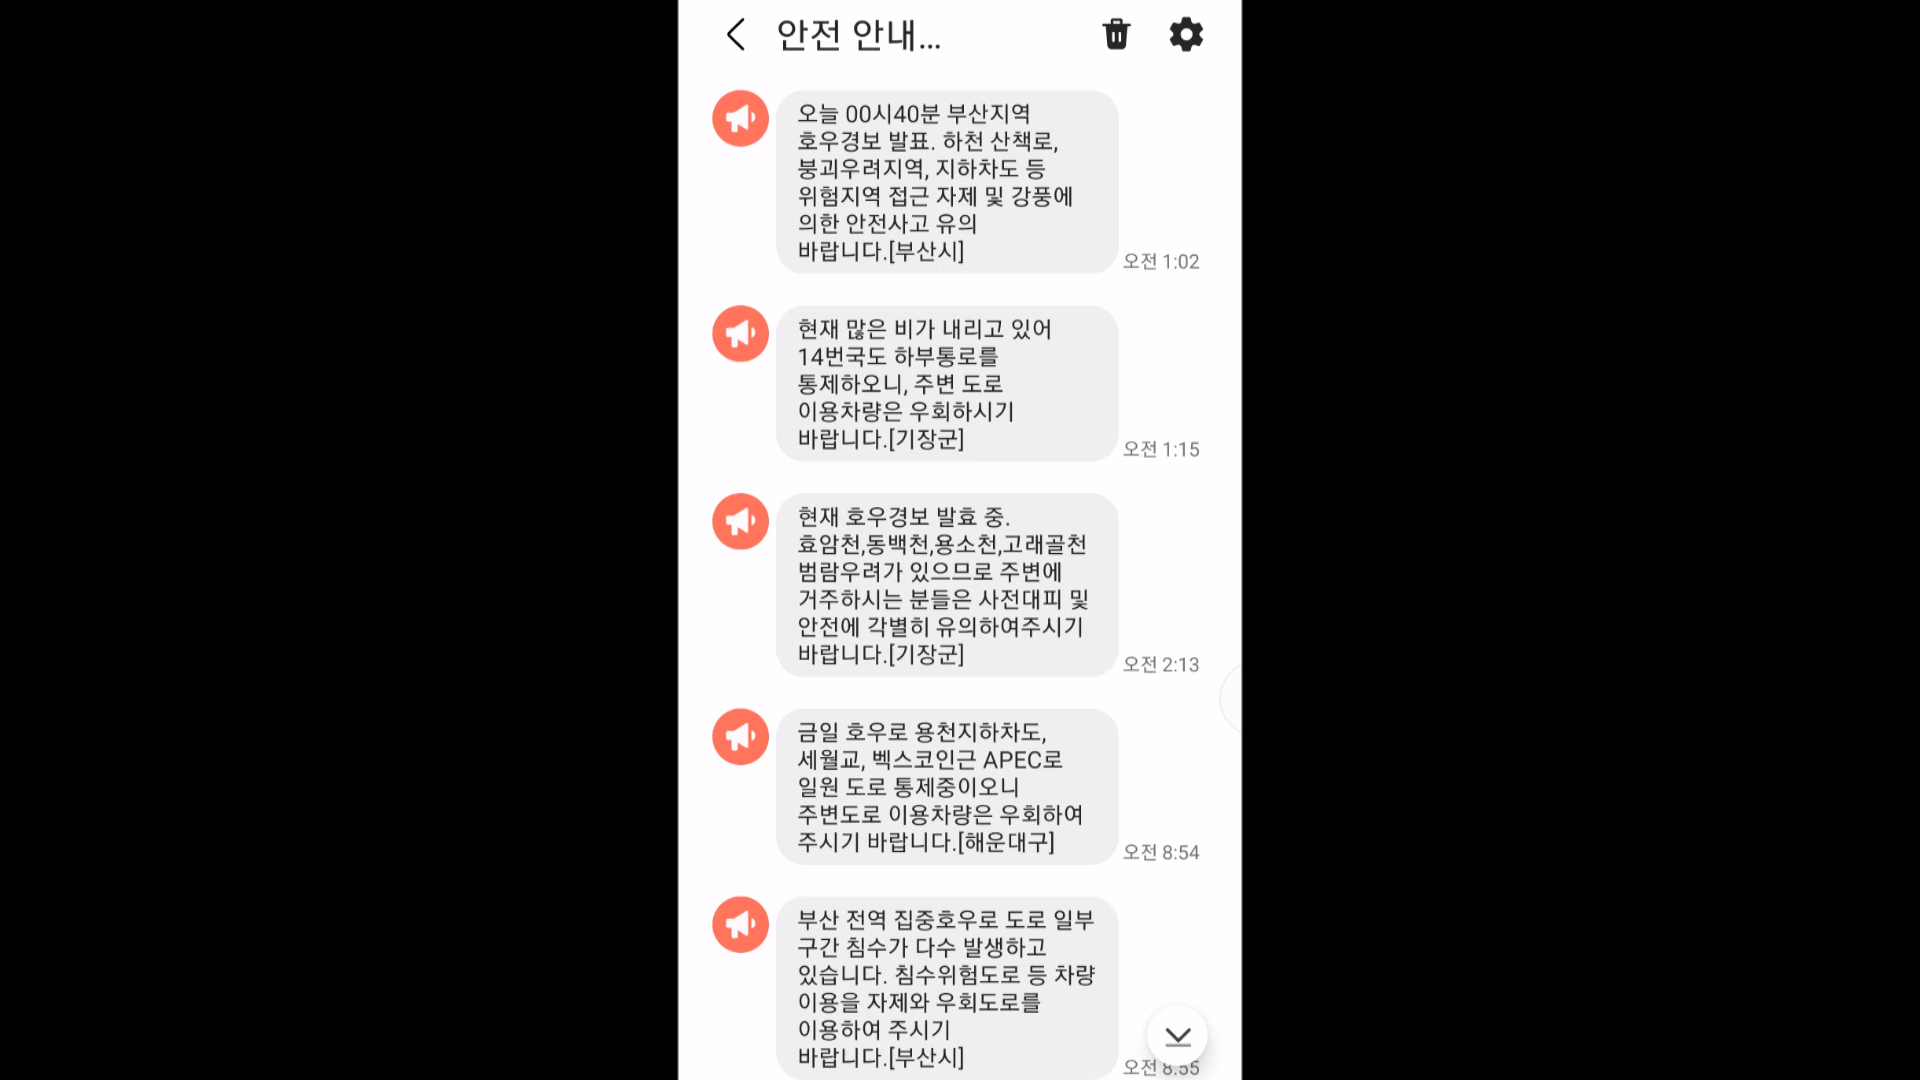 안전 안내...
오늘 00시40분 부산지역
호우경보 발표. 하천 산책로,
붕괴우려지역, 지하차도 등
위험지역 접근 자제 및 강풍에
의한 안전사고 유의
바랍니다.[부산시]
오전 1:02
현재 많은 비가 내리고 있어
14번국도 하부통로를
통제하오니, 주변 도로
이용차량은 우회하시기
바랍니다.[기장군]
오전 1:15
현재 호우경보 발효 중.
효암천,동백천,용소천,고래골천
범람우려가 있으므로 주변에
거주하시는 분들은 사전대피 및
안전에 각별히 유의하여주시기
바랍니다.[기장군]
오전 2:13
금일 호우로 용천지하차도,
세월교, 벡스코인근 APEC로
일원 도로 통제중이오니
주변도로 이용차량은 우회하여
주시기 바랍니다.[해운대구]
오전 8:54
부산 전역 집중호우로 도로 일부
구간 침수가 다수 발생하고
있습니다. 침수위험도로 등 차량
이용을 자제와 우회도로를
이용하여 주시기
바랍니다.[부산시]
오전 8:55